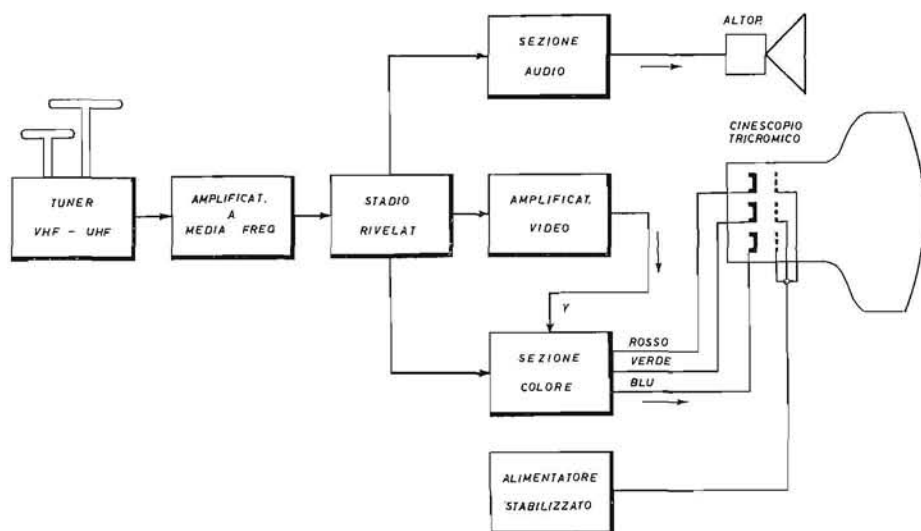 ALTOP.
SEZIONE
AUDIO
CINESCOPIO
TRICROMICO
TUNER
VHF - UHF
AMPLIFICAT.
A
MEDIA FREQ
STADIO
RIVELAT
AMPLIFICAT.
VIDEO
Y
SEZIONE
COLORE
ROSSO
VERDE
BLU
ALIMENTATORE
STABILIZZATO